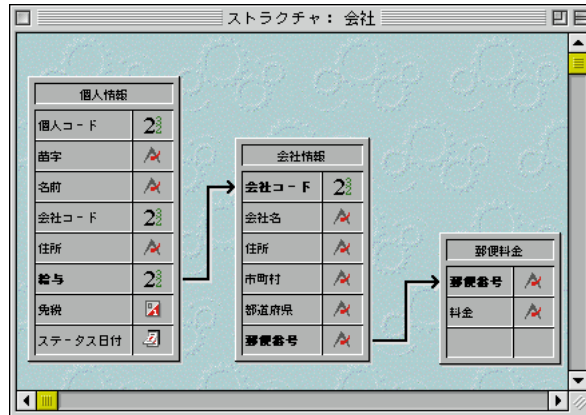 ストラクチャ： 会社
個人情報
個人コード
苗字
名前
会社コード
住所
給与
免税
ステータス日付
会社情報
会社コード
会社名
住所
市町村
都道府県
郵便番号
郵便料金
郵便番号
料金